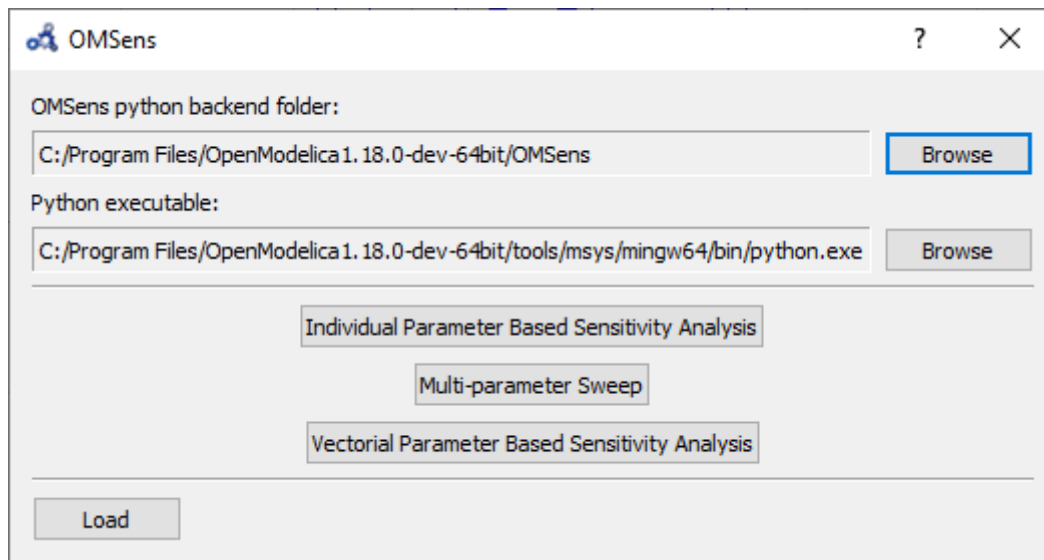 OMSens
?
OMSens python backend folder:
C:/Program Files/OpenModelica1.18.0-dev-64bit/OMSens
Browse
Python executable:
C:/Program Files/OpenModelica1.18.0-dev-64bit/tools/msys/mingw64/bin/python.exe
Browse
Individual Parameter Based Sensitivity Analysis
Multi-parameter Sweep
Vectorial Parameter Based Sensitivity Analysis
Load